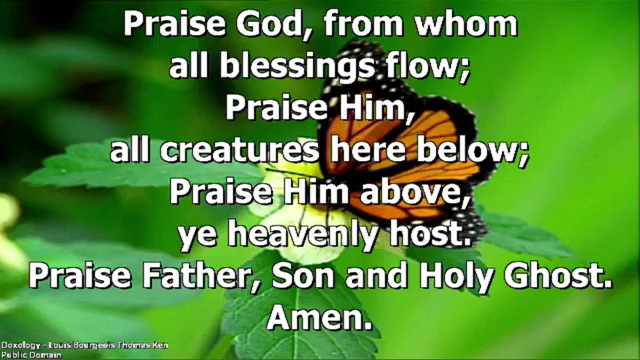 Praise God, from whom
all blessings flow;
Praise Him,
all creatures here below;
Praise Him above,
ye heavenly host.
Praise Father, Son and Holy Ghost.
Amen.
Doxology - Louis Bourgeois Thomas Ken
Public Domain